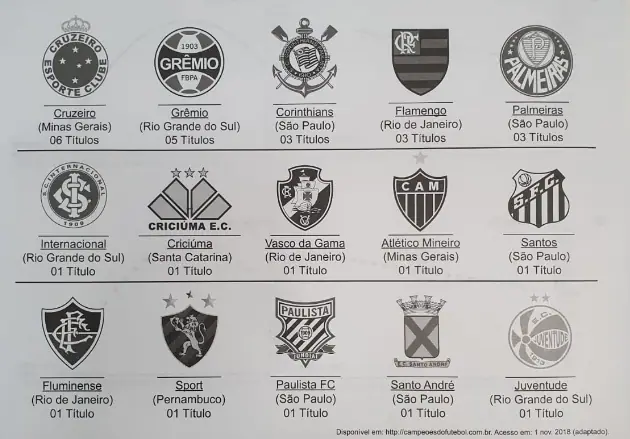 CRUZEIRO
ESPORTE CLUBE
1903
GRÊMIO
FBPA
PALMEIRAS
Cruzeiro
Grêmio
Corinthians
Flamengo
Palmeiras
(Minas Gerais)
(Rio Grande do Sul)
(São Paulo)
(Rio de Janeiro)
(São Paulo)
06 Títulos
05 Títulos
03 Títulos
03 Títulos
03 Títulos
S.C. INTERNACIONAL
1909
CRICIÚMA E.C.
CAM
S.F.C.
Internacional
Criciúma
Vasco da Gama
Atlético Mineiro
Santos
(Rio Grande do Sul)
(Santa Catarina)
(Rio de Janeiro)
(Minas Gerais)
(São Paulo)
01 Título
01 Título
01 Título
01 Título
01 Título
PAULISTA
E.C. SANTO ANDRÉ
E.C.
JUVENTUDE
1913
Fluminense
Sport
Paulista FC
Santo André
Juventude
(Rio de Janeiro)
(Pernambuco)
(São Paulo)
(São Paulo)
(Rio Grande do Sul)
01 Título
01 Título
01 Título
01 Título
01 Título
Disponível em: http://campeoesdofutebol.com.br. Acesso em: 1 nov. 2018 (adaptado).